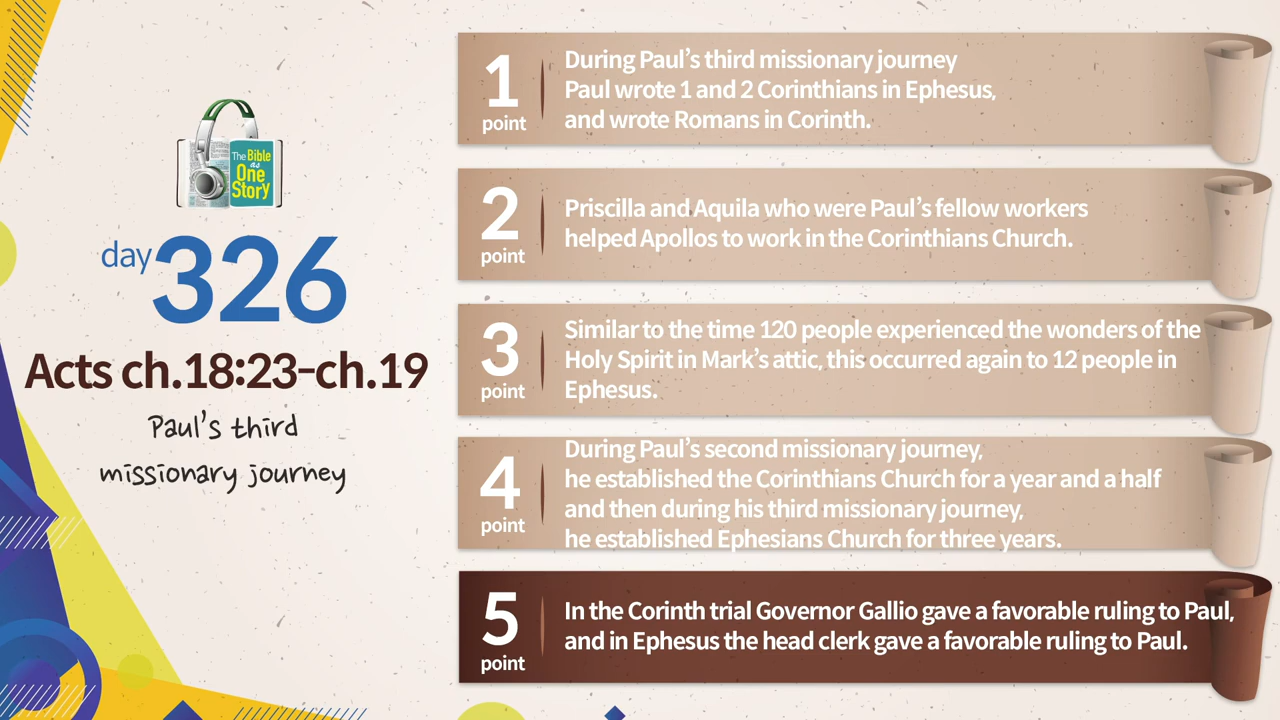 The Bible
as
One
Story
day 326
Acts ch.18:23-ch.19
Paul's third
missionary journey
1
point
During Paul's third missionary journey
Paul wrote 1 and 2 Corinthians in Ephesus,
and wrote Romans in Corinth.
2
point
Priscilla and Aquila who were Paul's fellow workers
helped Apollos to work in the Corinthians Church.
3
point
Similar to the time 120 people experienced the wonders of the
Holy Spirit in Mark's attic, this occurred again to 12 people in
Ephesus.
4
point
During Paul's second missionary journey,
he established the Corinthians Church for a year and a half
and then during his third missionary journey,
he established Ephesians Church for three years.
5
point
In the Corinth trial Governor Gallio gave a favorable ruling to Paul,
and in Ephesus the head clerk gave a favorable ruling to Paul.